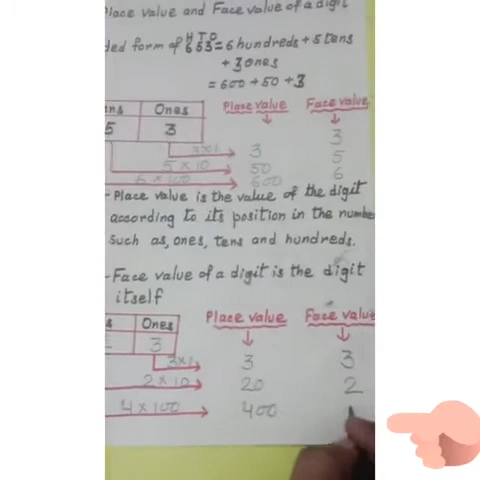 Place value and Face value of a digit
ded form of 653 = 6 hundreds + 5 tens
H T O
+ 3 ones
= 600 + 50 + 3
ns Ones Place value Face value
5 3
3×1 3 3
5×10 50 5
6×100 600 6
- Place value is the value of the digit
according to its position in the number
Such as, ones, tens and hundreds.
- Face value of a digit is the digit
itself
s Ones Place value Face value
3
3×1 3 3
2×10 20 2
4×100 400